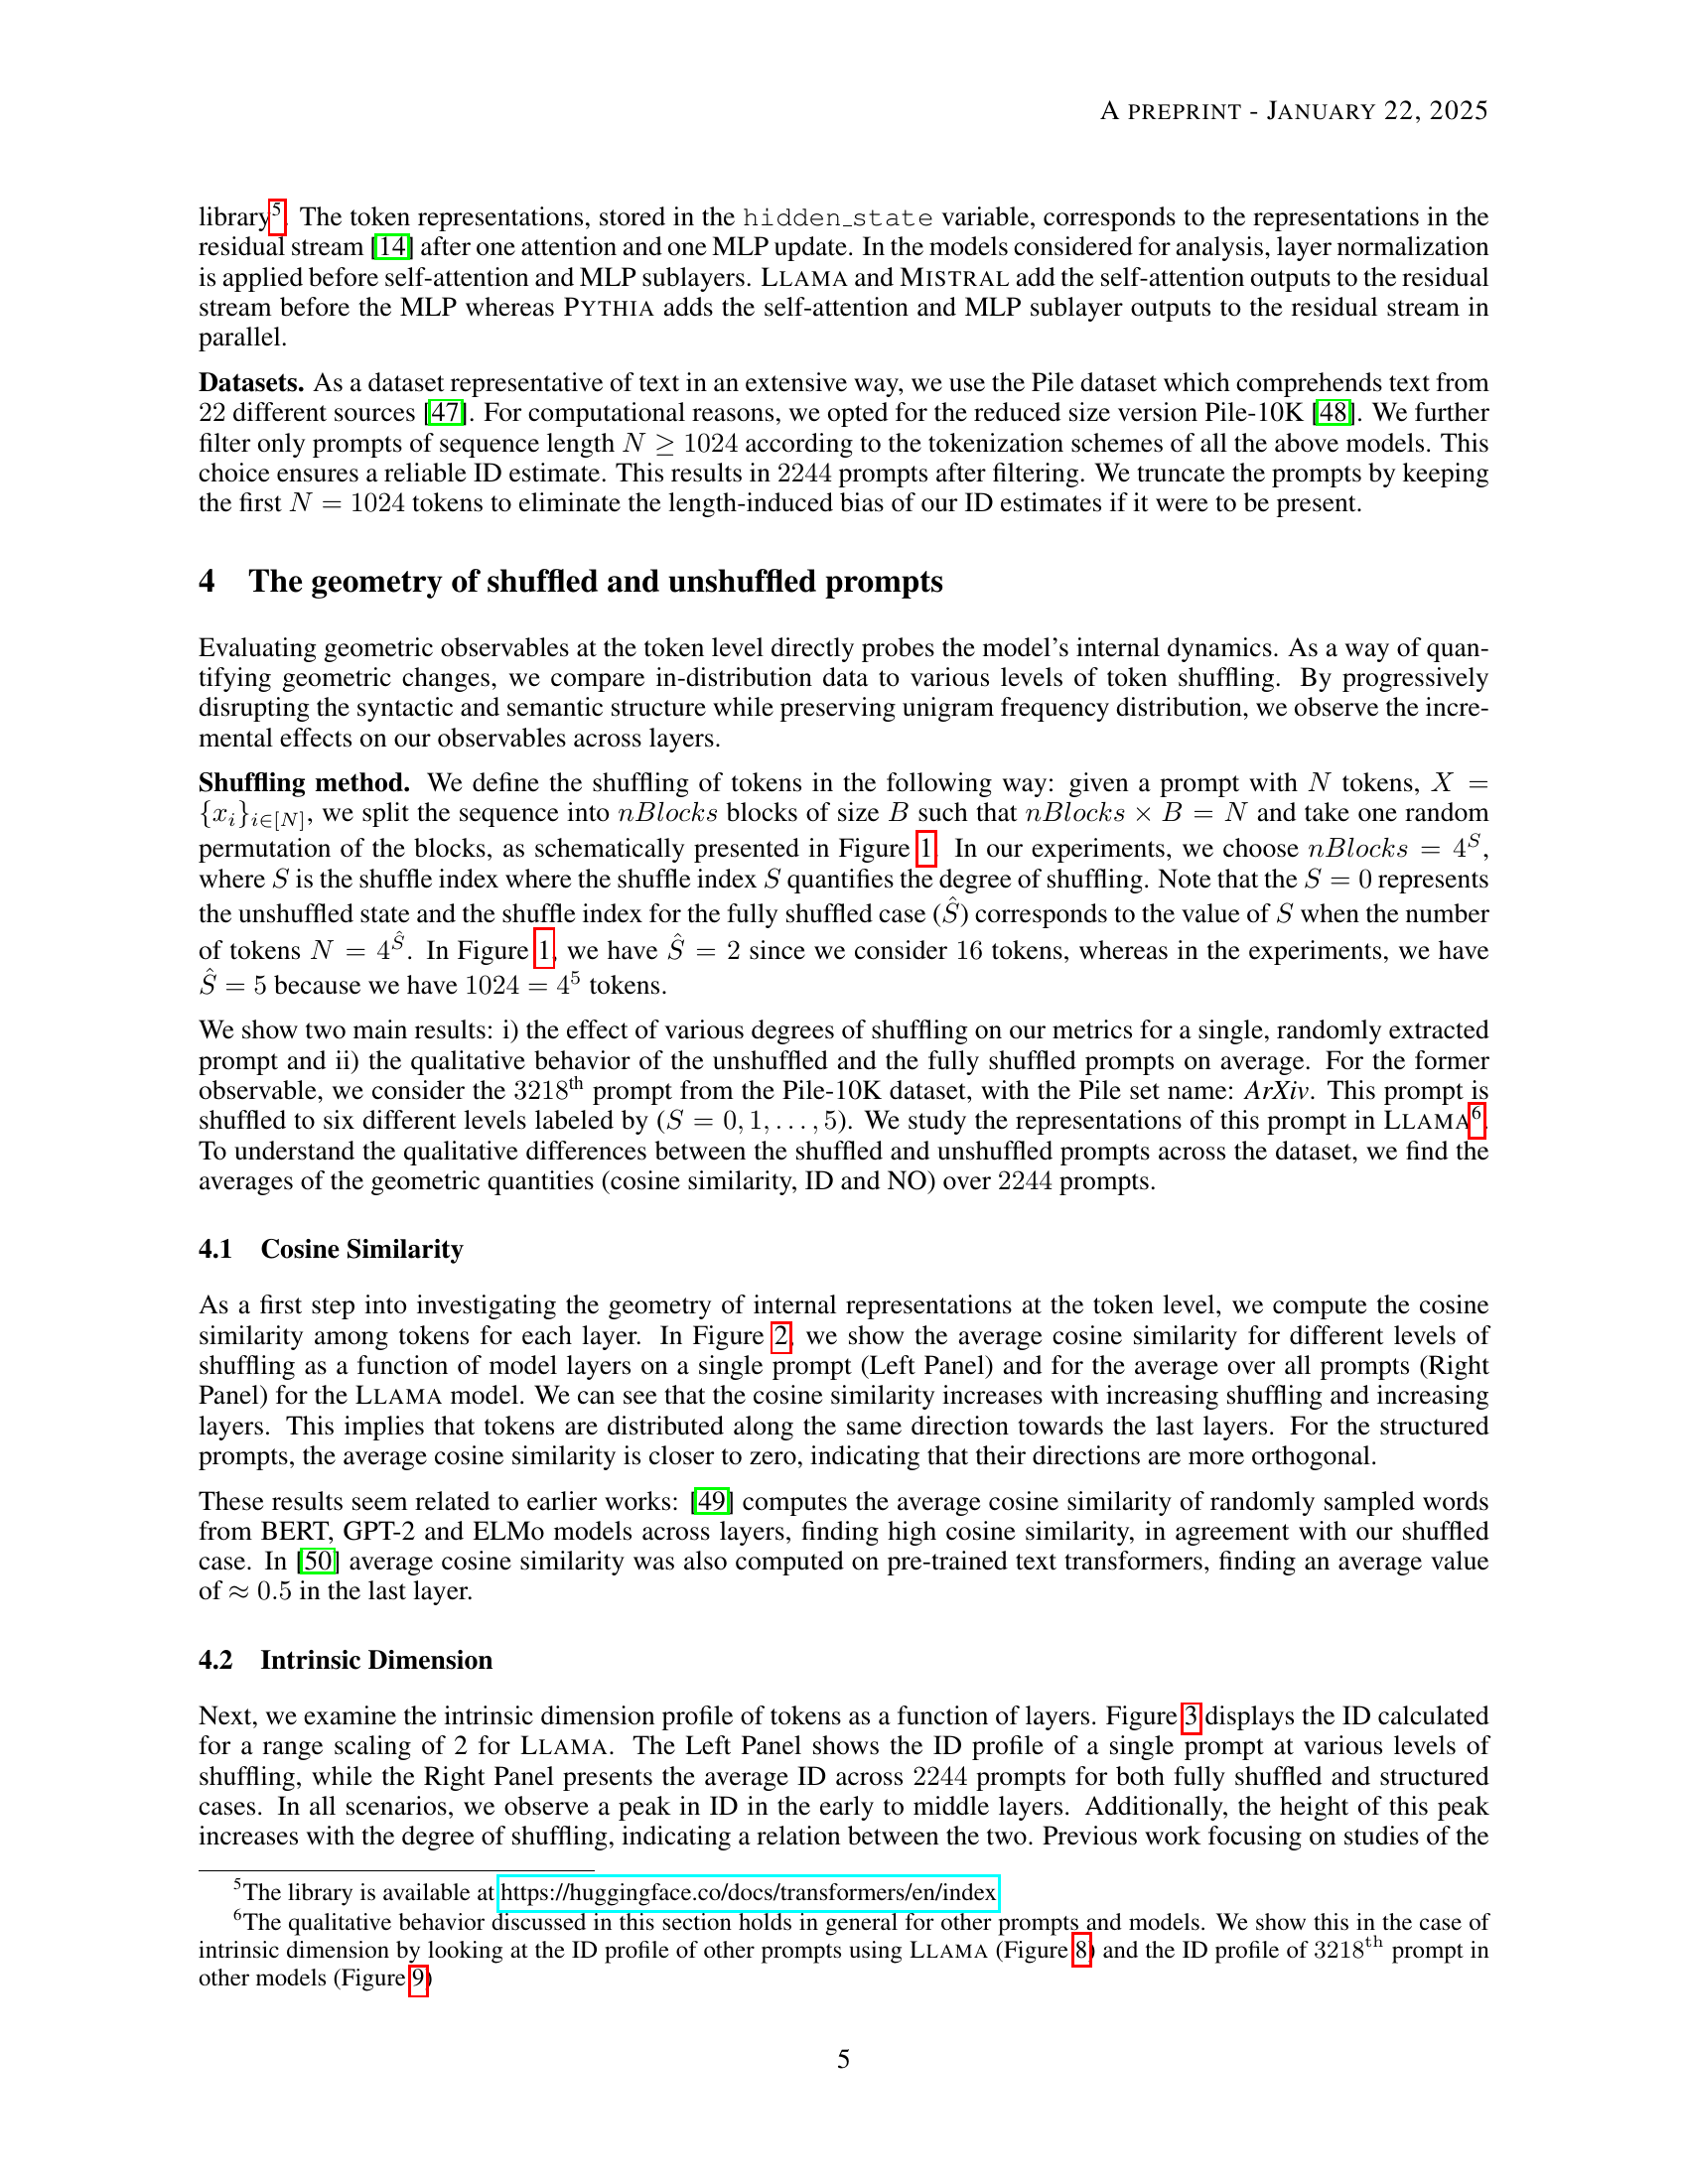 A PREPRINT - JANUARY 22, 2025
library⁵. The token representations, stored in the hidden_state variable, corresponds to the representations in the
residual stream [14] after one attention and one MLP update. In the models considered for analysis, layer normalization
is applied before self-attention and MLP sublayers. LLAMA and MISTRAL add the self-attention outputs to the residual
stream before the MLP whereas PYTHIA adds the self-attention and MLP sublayer outputs to the residual stream in
parallel.
Datasets. As a dataset representative of text in an extensive way, we use the Pile dataset which comprehends text from
22 different sources [47]. For computational reasons, we opted for the reduced size version Pile-10K [48]. We further
filter only prompts of sequence length N ≥ 1024 according to the tokenization schemes of all the above models. This
choice ensures a reliable ID estimate. This results in 2244 prompts after filtering. We truncate the prompts by keeping
the first N = 1024 tokens to eliminate the length-induced bias of our ID estimates if it were to be present.
4 The geometry of shuffled and unshuffled prompts
Evaluating geometric observables at the token level directly probes the model's internal dynamics. As a way of quan-
tifying geometric changes, we compare in-distribution data to various levels of token shuffling. By progressively
disrupting the syntactic and semantic structure while preserving unigram frequency distribution, we observe the incre-
mental effects on our observables across layers.
Shuffling method. We define the shuffling of tokens in the following way: given a prompt with N tokens, X =
{xᵢ}ᵢ∈[N], we split the sequence into nBlocks blocks of size B such that nBlocks × B = N and take one random
permutation of the blocks, as schematically presented in Figure 1. In our experiments, we choose nBlocks = 4^S,
where S is the shuffle index where the shuffle index S quantifies the degree of shuffling. Note that the S = 0 represents
the unshuffled state and the shuffle index for the fully shuffled case (Ŝ) corresponds to the value of S when the number
of tokens N = 4^Ŝ. In Figure 1, we have Ŝ = 2 since we consider 16 tokens, whereas in the experiments, we have
Ŝ = 5 because we have 1024 = 4⁵ tokens.
We show two main results: i) the effect of various degrees of shuffling on our metrics for a single, randomly extracted
prompt and ii) the qualitative behavior of the unshuffled and the fully shuffled prompts on average. For the former
observable, we consider the 3218th prompt from the Pile-10K dataset, with the Pile set name: ArXiv. This prompt is
shuffled to six different levels labeled by (S = 0, 1, . . . , 5). We study the representations of this prompt in LLAMA⁶.
To understand the qualitative differences between the shuffled and unshuffled prompts across the dataset, we find the
averages of the geometric quantities (cosine similarity, ID and NO) over 2244 prompts.
4.1 Cosine Similarity
As a first step into investigating the geometry of internal representations at the token level, we compute the cosine
similarity among tokens for each layer. In Figure 2, we show the average cosine similarity for different levels of
shuffling as a function of model layers on a single prompt (Left Panel) and for the average over all prompts (Right
Panel) for the LLAMA model. We can see that the cosine similarity increases with increasing shuffling and increasing
layers. This implies that tokens are distributed along the same direction towards the last layers. For the structured
prompts, the average cosine similarity is closer to zero, indicating that their directions are more orthogonal.
These results seem related to earlier works: [49] computes the average cosine similarity of randomly sampled words
from BERT, GPT-2 and ELMo models across layers, finding high cosine similarity, in agreement with our shuffled
case. In [50] average cosine similarity was also computed on pre-trained text transformers, finding an average value
of ≈ 0.5 in the last layer.
4.2 Intrinsic Dimension
Next, we examine the intrinsic dimension profile of tokens as a function of layers. Figure 3 displays the ID calculated
for a range scaling of 2 for LLAMA. The Left Panel shows the ID profile of a single prompt at various levels of
shuffling, while the Right Panel presents the average ID across 2244 prompts for both fully shuffled and structured
cases. In all scenarios, we observe a peak in ID in the early to middle layers. Additionally, the height of this peak
increases with the degree of shuffling, indicating a relation between the two. Previous work focusing on studies of the
⁵The library is available at https://huggingface.co/docs/transformers/en/index
⁶The qualitative behavior discussed in this section holds in general for other prompts and models. We show this in the case of
intrinsic dimension by looking at the ID profile of other prompts using LLAMA (Figure 8) and the ID profile of 3218th prompt in
other models (Figure 9)
5